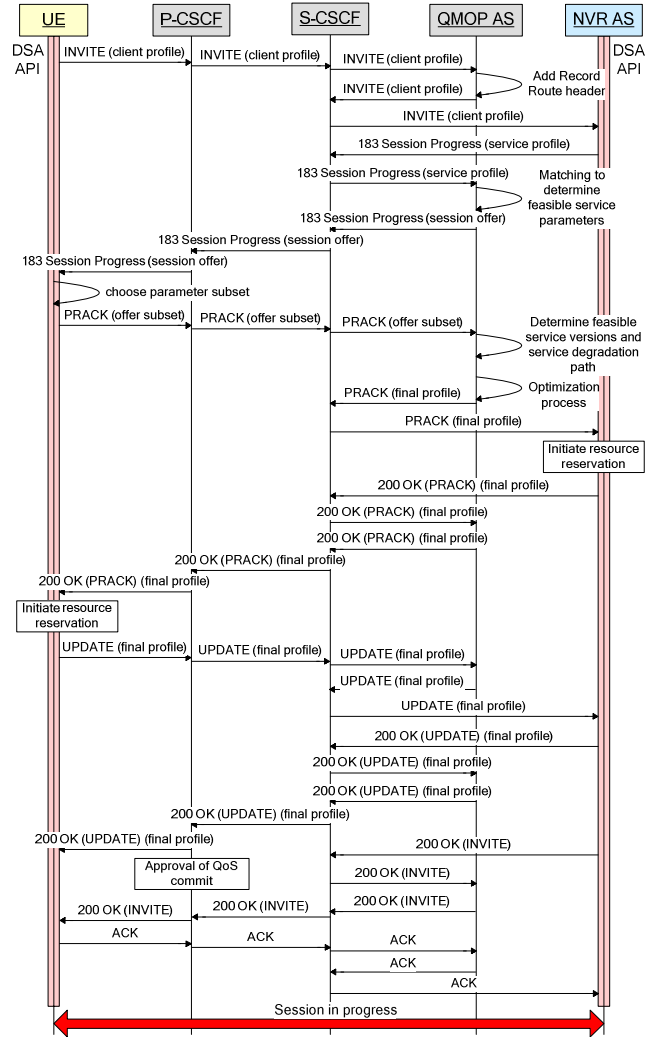 UE
P-CSCF
S-CSCF
QMOP AS
NVR AS
DSA
API
DSA
API
INVITE (client profile)
INVITE (client profile)
INVITE (client profile)
Add Record
Route header
INVITE (client profile)
INVITE (client profile)
183 Session Progress (service profile)
183 Session Progress (service profile)
Matching to
determine
feasible service
parameters
183 Session Progress (session offer)
183 Session Progress (session offer)
183 Session Progress (session offer)
choose parameter subset
PRACK (offer subset)
PRACK (offer subset)
PRACK (offer subset)
Determine feasible
service versions and
service degradation
path
Optimization
process
PRACK (final profile)
PRACK (final profile)
Initiate resource
reservation
200 OK (PRACK) (final profile)
200 OK (PRACK) (final profile)
200 OK (PRACK) (final profile)
200 OK (PRACK) (final profile)
200 OK (PRACK) (final profile)
Initiate resource
reservation
UPDATE (final profile)
UPDATE (final profile)
UPDATE (final profile)
UPDATE (final profile)
UPDATE (final profile)
200 OK (UPDATE) (final profile)
200 OK (UPDATE) (final profile)
200 OK (UPDATE) (final profile)
200 OK (UPDATE) (final profile)
200 OK (UPDATE) (final profile)
200 OK (INVITE)
Approval of QoS
commit
200 OK (INVITE)
200 OK (INVITE)
200 OK (INVITE)
200 OK (INVITE)
ACK
ACK
ACK
ACK
ACK
Session in progress